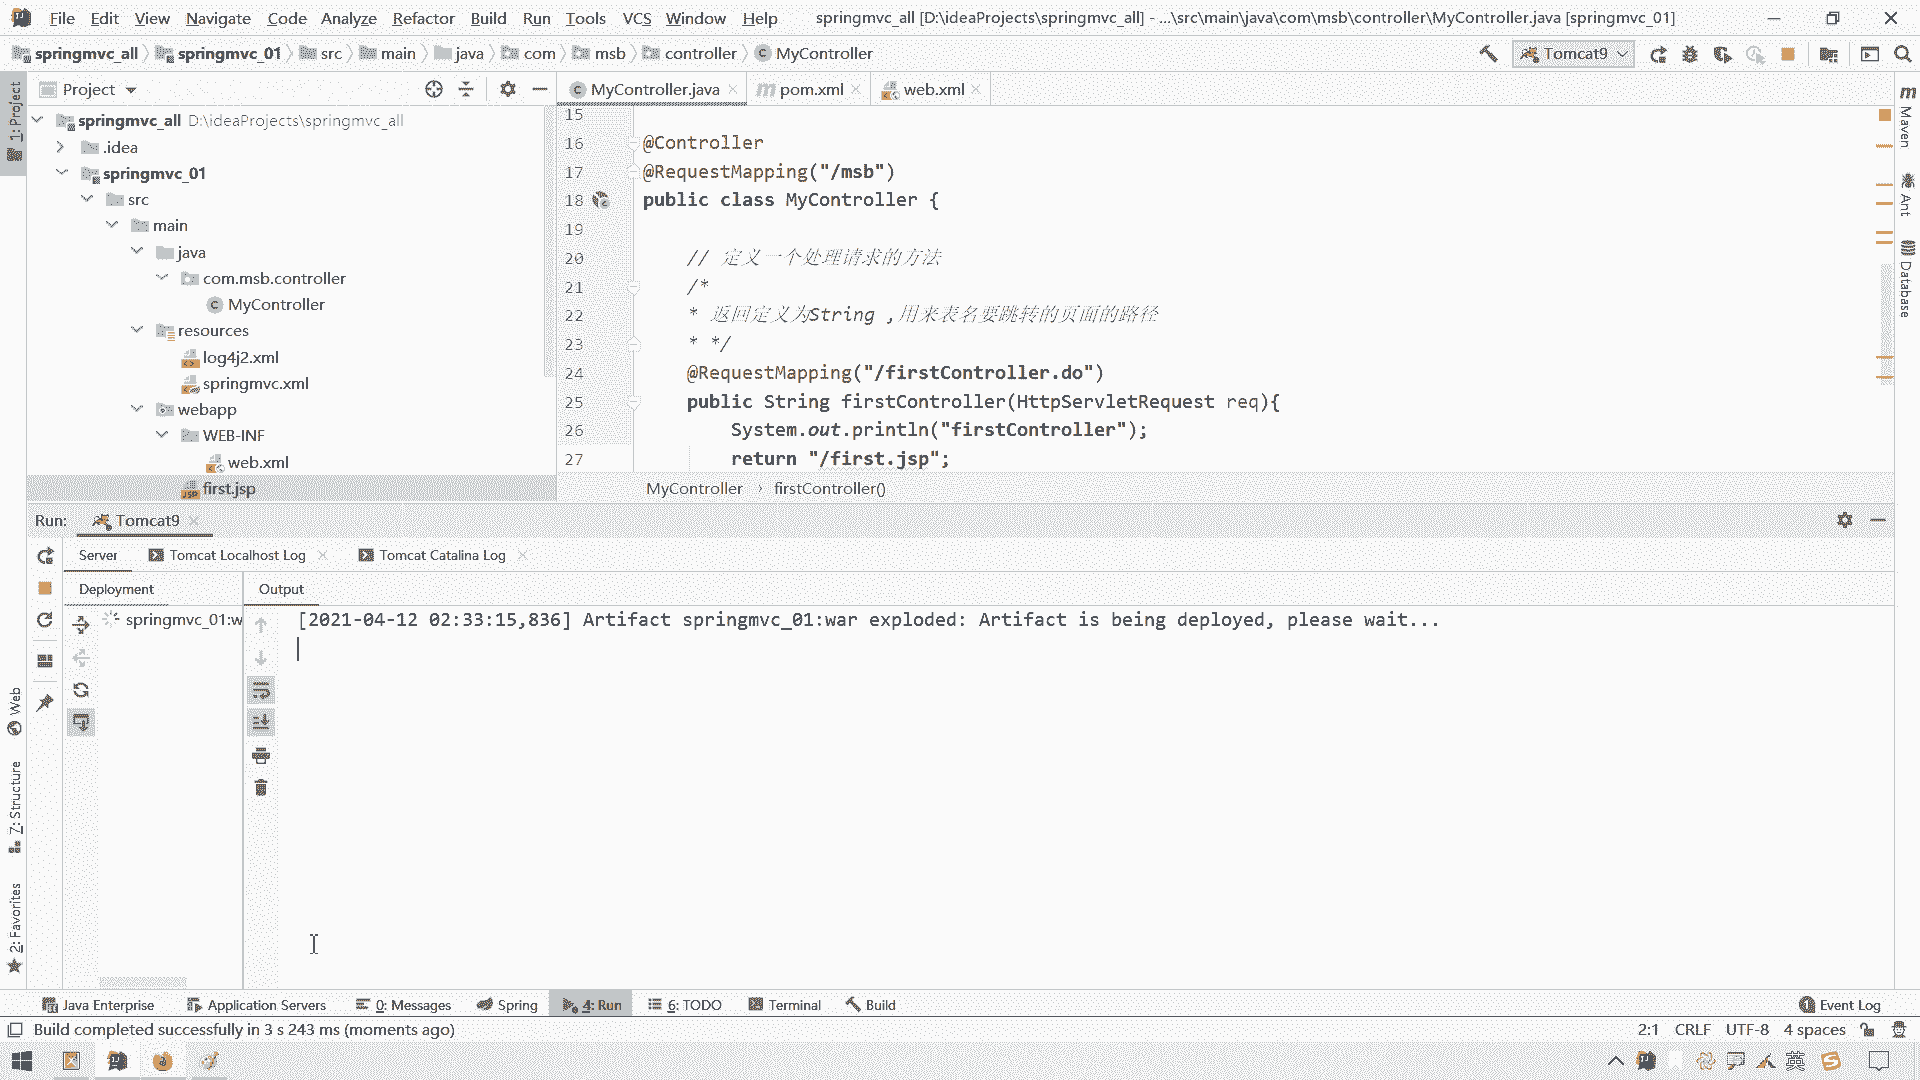 File Edit View Navigate Code Analyze Refactor Build Run Tools VCS Window Help springmvc_all [D:\ideaProjects\springmvc_all] - ...\src\main\java\com\msb\controller\MyController.java [springmvc_01]
springmvc_all springmvc_01 src main java com msb controller MyController Tomcat9
Project
MyController.java pom.xml web.xml
springmvc_all D:\ideaProjects\springmvc_all
.idea
springmvc_01
src
main
java
com.msb.controller
MyController
resources
log4j2.xml
springmvc.xml
webapp
WEB-INF
web.xml
first.jsp
15
16 @Controller
17 @RequestMapping("/msb")
18 public class MyController {
19
20 // 定义一个处理请求的方法
21 /*
22 * 返回定义为String ,用来表名要跳转的页面的路径
23 * */
24 @RequestMapping("/firstController.do")
25 public String firstController(HttpServletRequest req){
26 System.out.println("firstController");
27 return "/first.jsp";
MyController › firstController()
1: Project
Web
7: Structure
2: Favorites
Maven
Ant
Database
Run: Tomcat9
Server Tomcat Localhost Log Tomcat Catalina Log
Deployment Output
springmvc_01:w
[2021-04-12 02:33:15,836] Artifact springmvc_01:war exploded: Artifact is being deployed, please wait...
Java Enterprise Application Servers 0: Messages Spring 4: Run 6: TODO Terminal Build 1 Event Log
Build completed successfully in 3 s 243 ms (moments ago) 2:1 CRLF UTF-8 4 spaces
英